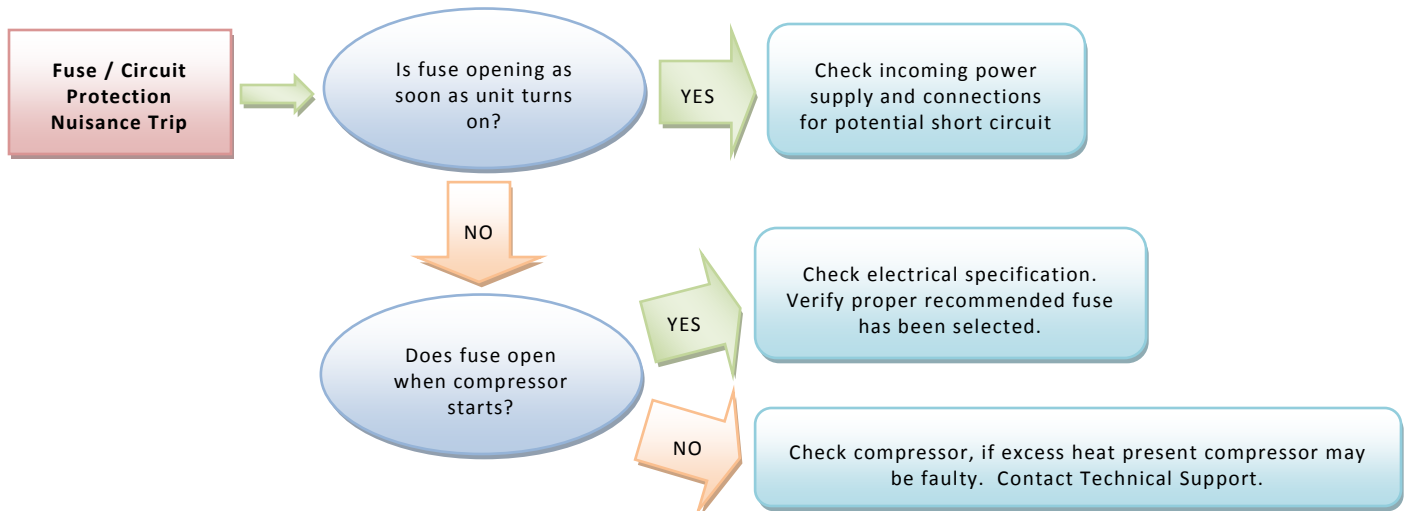 Fuse / Circuit
Protection
Nuisance Trip
Is fuse opening as
soon as unit turns
on?
YES
Check incoming power
supply and connections
for potential short circuit
NO
Does fuse open
when compressor
starts?
YES
Check electrical specification.
Verify proper recommended fuse
has been selected.
NO
Check compressor, if excess heat present compressor may
be faulty. Contact Technical Support.